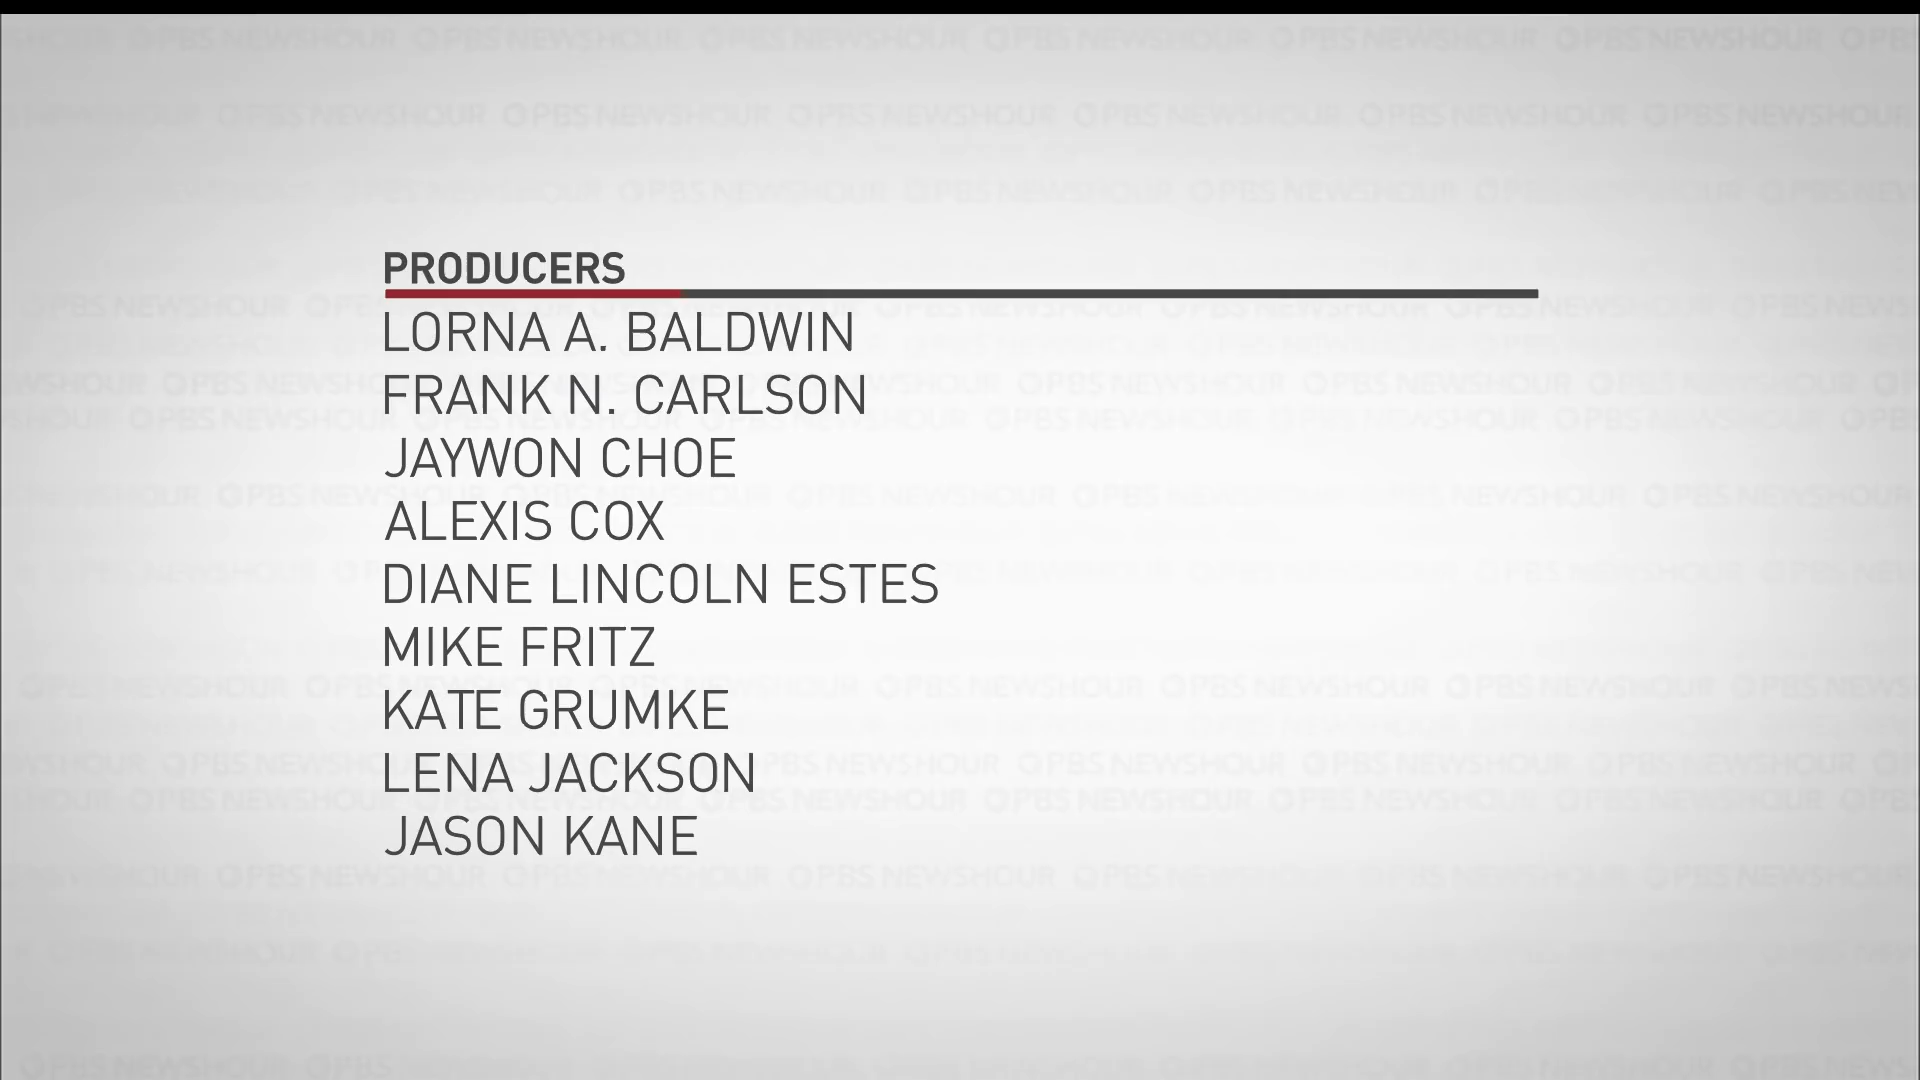 PRODUCERS
LORNA A. BALDWIN
FRANK N. CARLSON
JAYWON CHOE
ALEXIS COX
DIANE LINCOLN ESTES
MIKE FRITZ
KATE GRUMKE
LENA JACKSON
JASON KANE